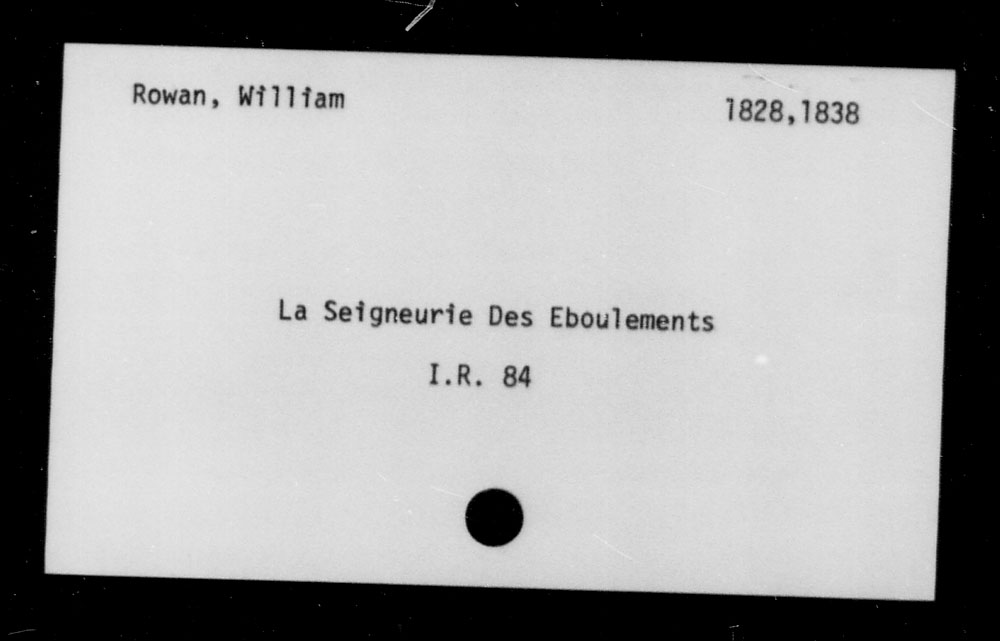 Rowan, William 1828,1838
La Seigneurie Des Eboulements
I.R. 84